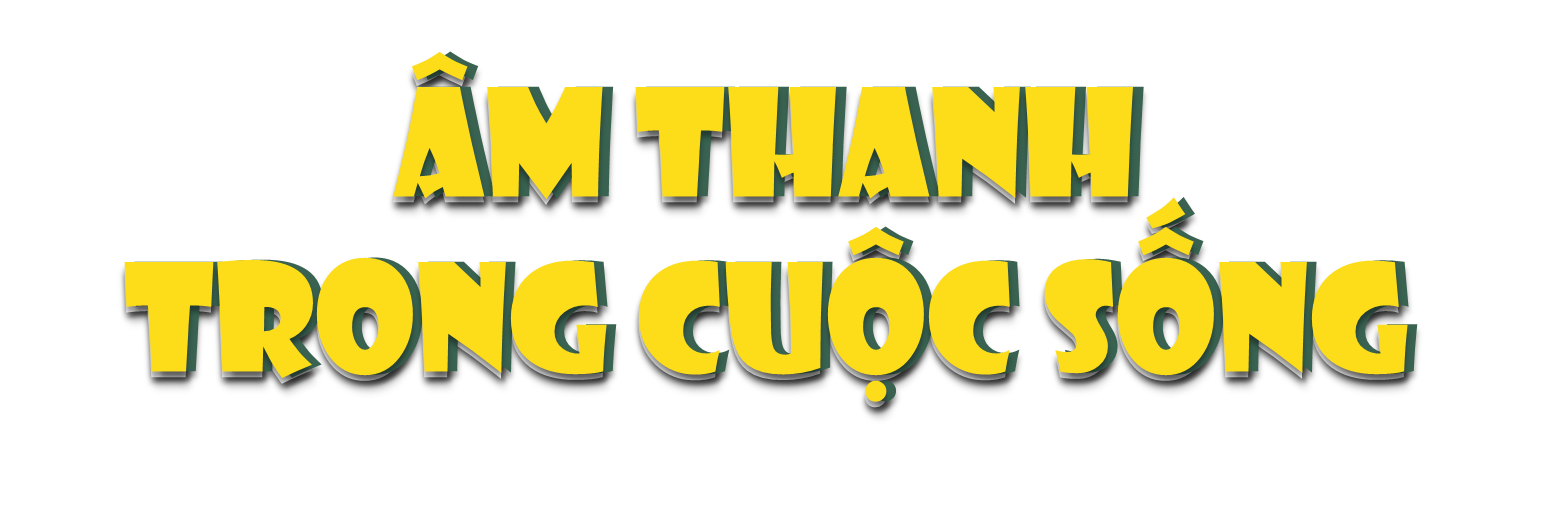 ÂM THANH
TRONG CUỘC SỐNG